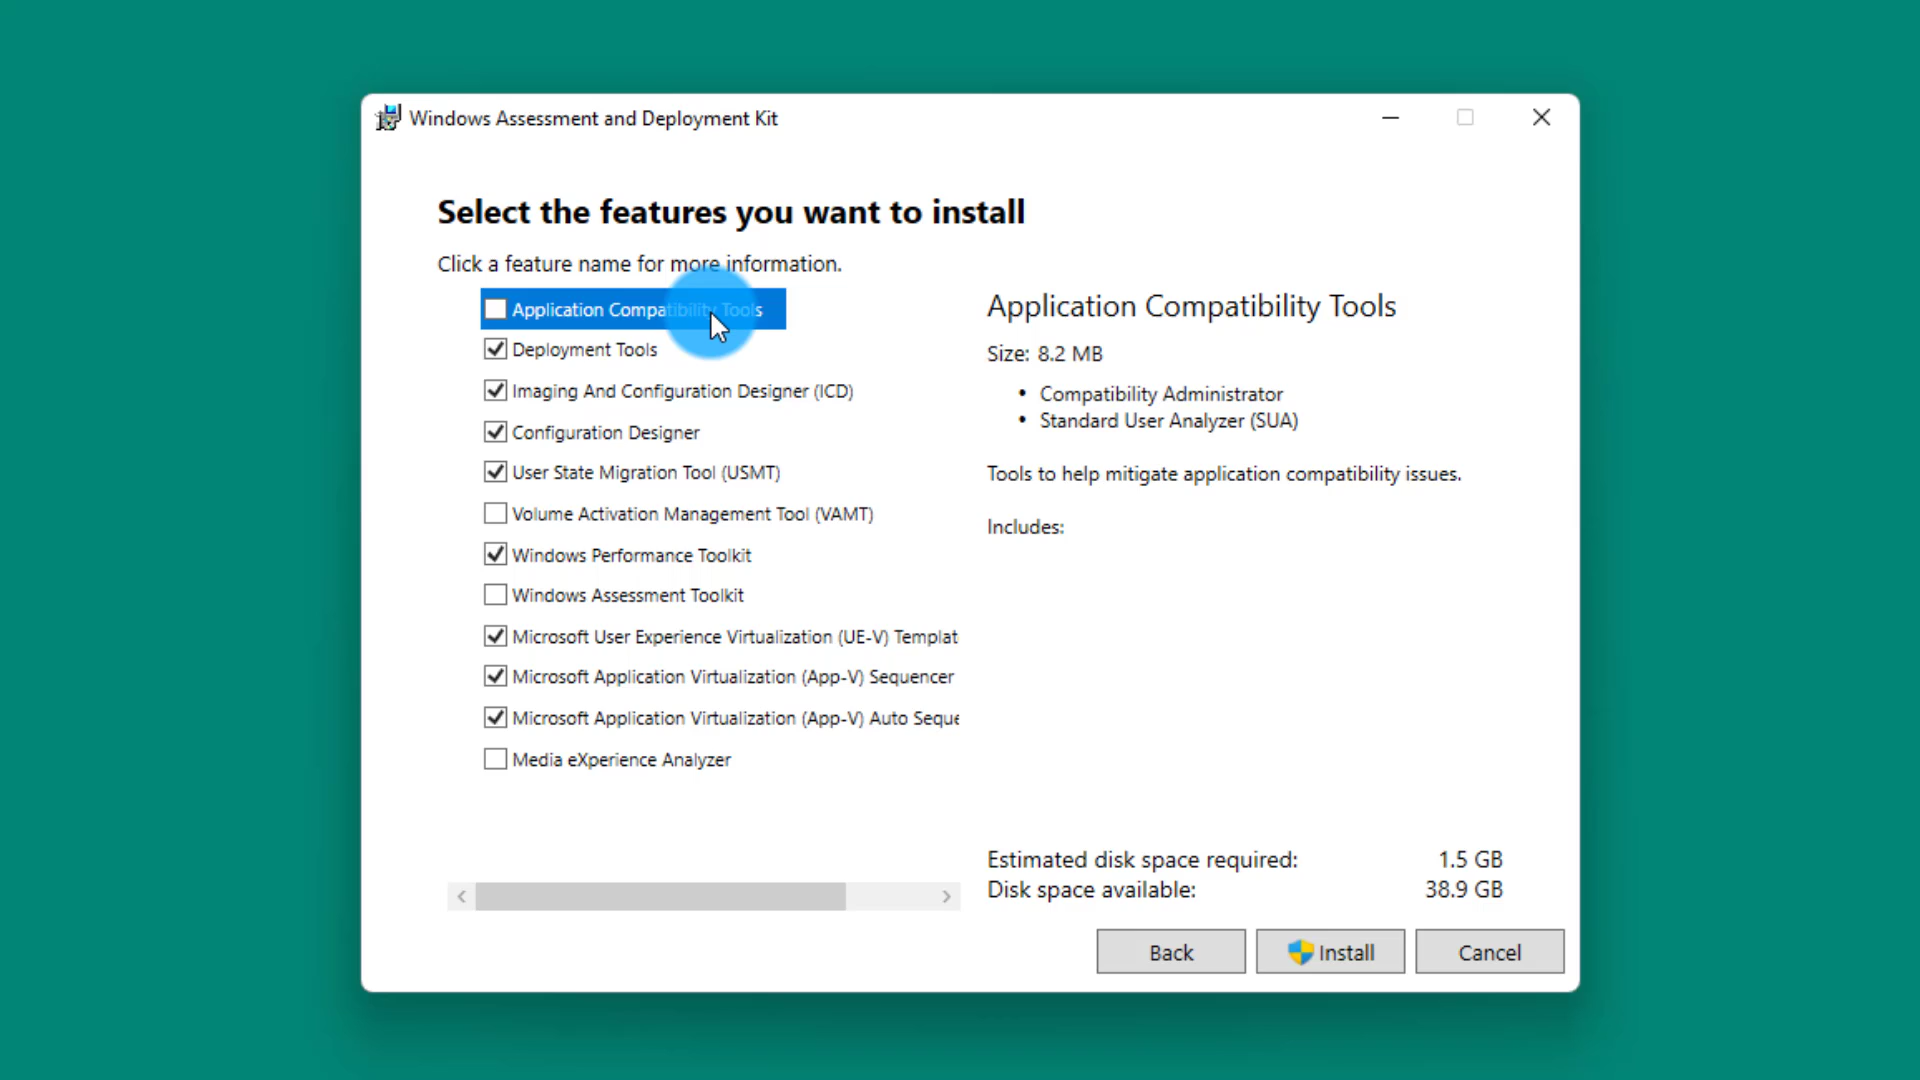 Windows Assessment and Deployment Kit
Select the features you want to install
Click a feature name for more information.
Application Compatibility Tools
Deployment Tools
Imaging And Configuration Designer (ICD)
Configuration Designer
User State Migration Tool (USMT)
Volume Activation Management Tool (VAMT)
Windows Performance Toolkit
Windows Assessment Toolkit
Microsoft User Experience Virtualization (UE-V) Templat
Microsoft Application Virtualization (App-V) Sequencer
Microsoft Application Virtualization (App-V) Auto Seque
Media eXperience Analyzer
Application Compatibility Tools
Size: 8.2 MB
• Compatibility Administrator
• Standard User Analyzer (SUA)
Tools to help mitigate application compatibility issues.
Includes:
Estimated disk space required: 1.5 GB
Disk space available: 38.9 GB
Back Install Cancel